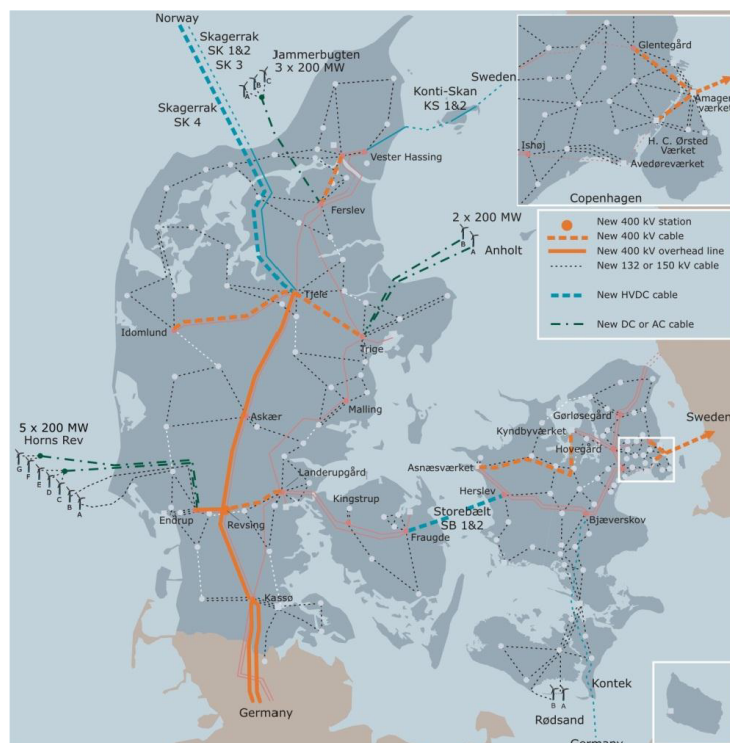 Norway
Skagerrak
SK 1&2
SK 3
Jammerbugten
3 x 200 MW
A
B
C
Skagerrak
SK 4
Konti-Skan
KS 1&2
Sweden
Vester Hassing
Ferslev
2 x 200 MW
B
A
Anholt
Tjele
Idomlund
Trige
Askær
Malling
5 x 200 MW
Horns Rev
G
F
E
D
C
B
A
Landerupgård
Endrup
Revsing
Kingstrup
Fraugde
Storebælt
SB 1&2
Kassø
Germany
Gørløsegård
Kyndbyværket
Hovegård
Asnæsværket
Herslev
Bjæverskov
Sweden
Kontek
B
A
Rødsand
Germany
Glentegård
Amager
værket
H. C. Ørsted
Værket
Ishøj
Avedøreværket
Copenhagen
New 400 kV station
New 400 kV cable
New 400 kV overhead line
New 132 or 150 kV cable
New HVDC cable
New DC or AC cable